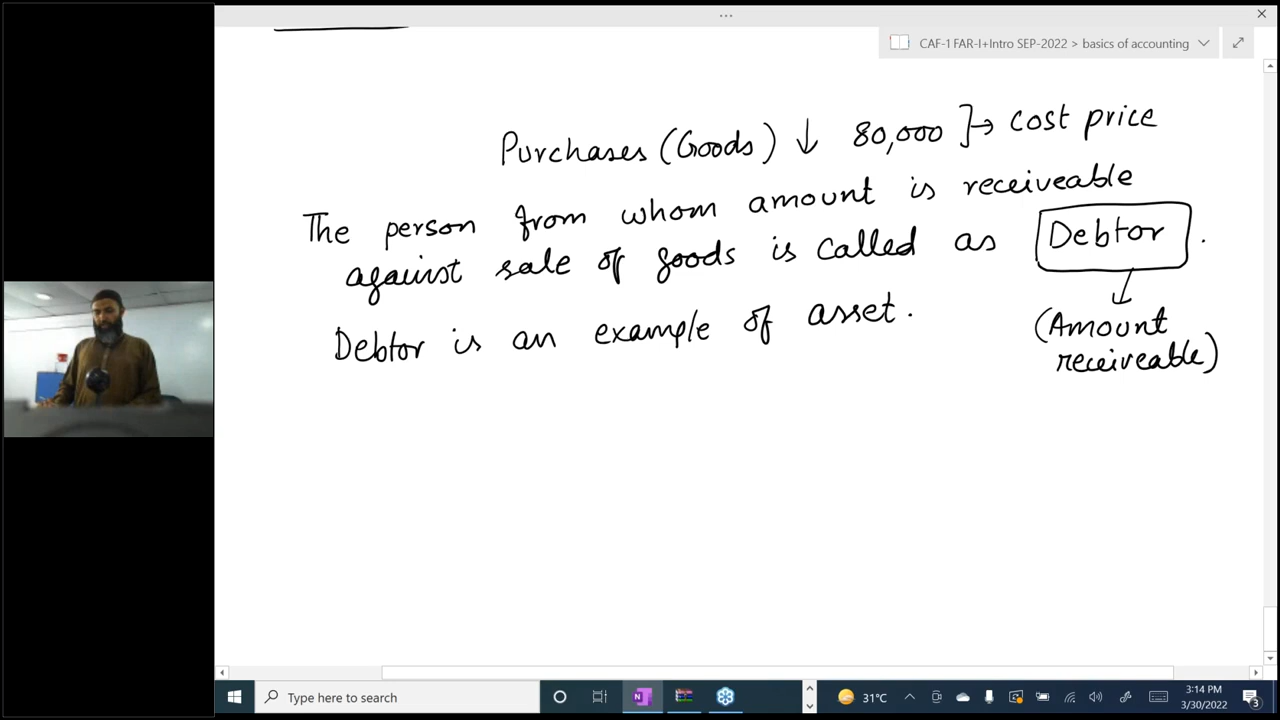 ...
CAF-1 FAR-I+Intro SEP-2022 > basics of accounting
Purchases (Goods) ↓ 80,000 }→ cost price
The person from whom amount is receiveable
against sale of goods is called as Debtor .
Debtor is an example of asset.
↓
(Amount
receiveable)
Type here to search
N
31°C
3:14 PM
3/30/2022
3